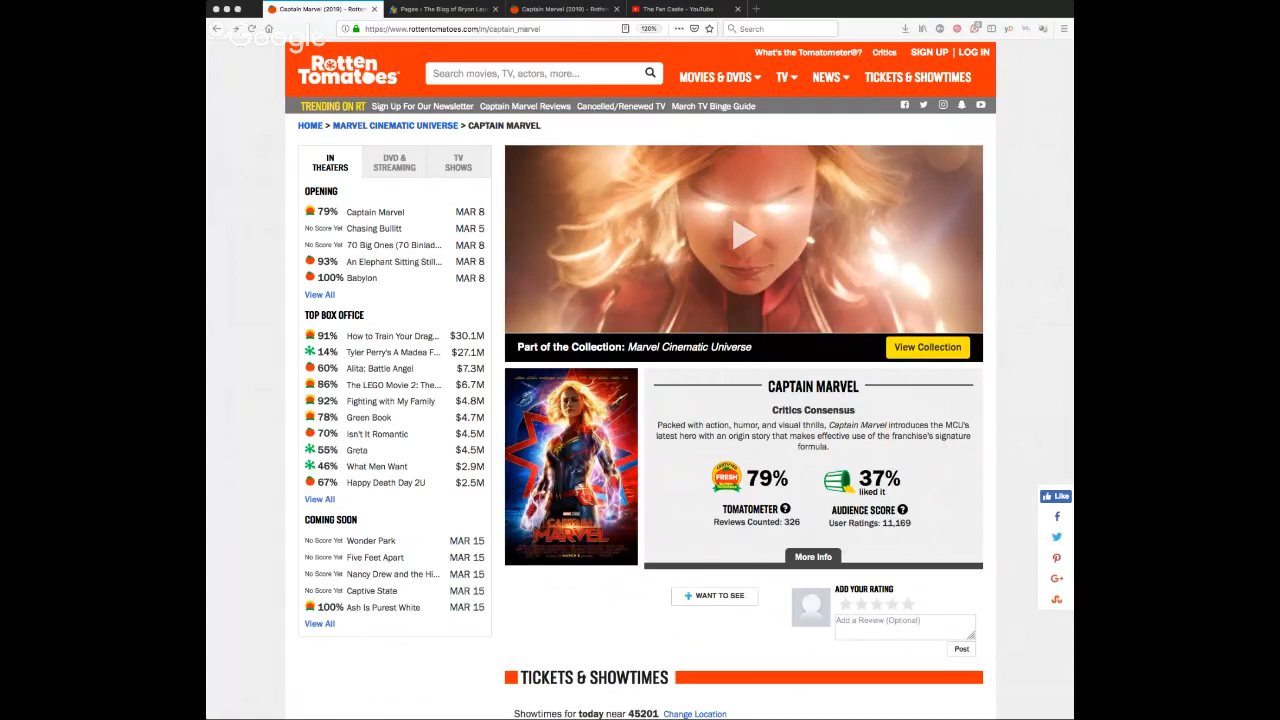 Captain Marvel (2019) - Rotten
Pages ‹ The Blog of Bryon Lap
Captain Marvel (2019) - Rotten
The Fan Caste - YouTube
https://www.rottentomatoes.com/m/captain_marvel
120%
Search
Google
What's the Tomatometer®?
Critics
SIGN UP | LOG IN
Rotten
Tomatoes
Search movies, TV, actors, more...
MOVIES & DVDS
TV
NEWS
TICKETS & SHOWTIMES
TRENDING ON RT
Sign Up For Our Newsletter
Captain Marvel Reviews
Cancelled/Renewed TV
March TV Binge Guide
HOME > MARVEL CINEMATIC UNIVERSE > CAPTAIN MARVEL
IN
THEATERS
DVD &
STREAMING
TV
SHOWS
OPENING
79% Captain Marvel MAR 8
No Score Yet Chasing Bullitt MAR 5
No Score Yet 70 Big Ones (70 Binlad... MAR 8
93% An Elephant Sitting Still... MAR 8
100% Babylon MAR 8
View All
TOP BOX OFFICE
91% How to Train Your Drag... $30.1M
14% Tyler Perry's A Madea F... $27.1M
60% Alita: Battle Angel $7.3M
86% The LEGO Movie 2: The... $6.7M
92% Fighting with My Family $4.8M
78% Green Book $4.7M
70% Isn't It Romantic $4.5M
55% Greta $4.5M
46% What Men Want $2.9M
67% Happy Death Day 2U $2.5M
View All
COMING SOON
No Score Yet Wonder Park MAR 15
No Score Yet Five Feet Apart MAR 15
No Score Yet Nancy Drew and the Hi... MAR 15
No Score Yet Captive State MAR 15
100% Ash Is Purest White MAR 15
View All
Part of the Collection: Marvel Cinematic Universe
View Collection
CAPTAIN
MARVEL
CAPTAIN MARVEL
Critics Consensus
Packed with action, humor, and visual thrills, Captain Marvel introduces the MCU's
latest hero with an origin story that makes effective use of the franchise's signature
formula.
CERTIFIED
FRESH
79%
37%
liked it
TOMATOMETER
AUDIENCE SCORE
Reviews Counted: 326
User Ratings: 11,169
More Info
+ WANT TO SEE
ADD YOUR RATING
Add a Review (Optional)
Post
Like
TICKETS & SHOWTIMES
Showtimes for today near 45201 Change Location